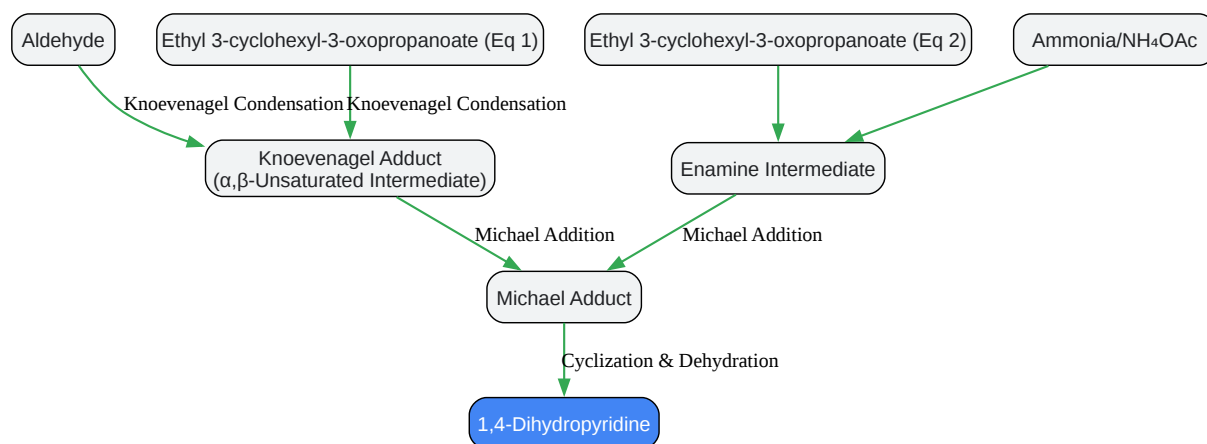 Aldehyde
Ethyl 3-cyclohexyl-3-oxopropanoate (Eq 1)
Ethyl 3-cyclohexyl-3-oxopropanoate (Eq 2)
Ammonia/NH₄OAc
Knoevenagel Condensation
Knoevenagel Condensation
Knoevenagel Adduct
(α,β-Unsaturated Intermediate)
Enamine Intermediate
Michael Addition
Michael Addition
Michael Adduct
Cyclization & Dehydration
1,4-Dihydropyridine